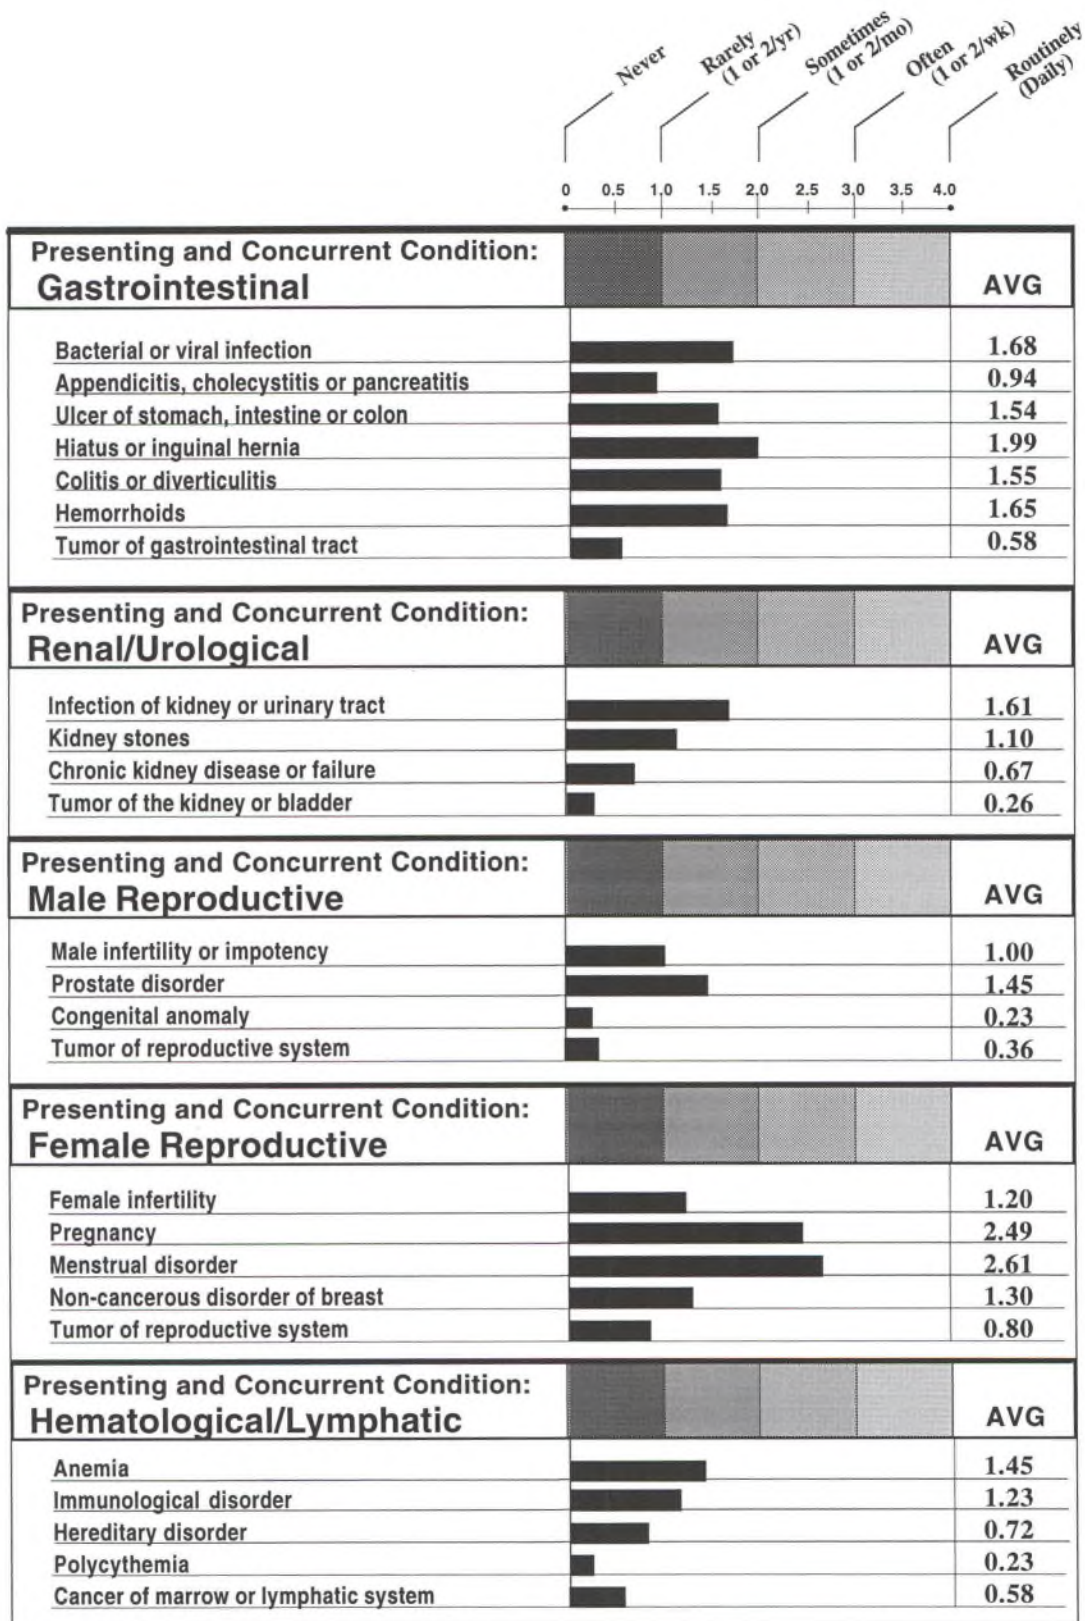 Never
Rarely
(1 or 2/yr)
Sometimes
(1 or 2/mo)
Often
(1 or 2/wk)
Routinely
(Daily)
0 0.5 1.0 1.5 2.0 2.5 3.0 3.5 4.0
Presenting and Concurrent Condition:
Gastrointestinal AVG
Bacterial or viral infection 1.68
Appendicitis, cholecystitis or pancreatitis 0.94
Ulcer of stomach, intestine or colon 1.54
Hiatus or inguinal hernia 1.99
Colitis or diverticulitis 1.55
Hemorrhoids 1.65
Tumor of gastrointestinal tract 0.58
Presenting and Concurrent Condition:
Renal/Urological AVG
Infection of kidney or urinary tract 1.61
Kidney stones 1.10
Chronic kidney disease or failure 0.67
Tumor of the kidney or bladder 0.26
Presenting and Concurrent Condition:
Male Reproductive AVG
Male infertility or impotency 1.00
Prostate disorder 1.45
Congenital anomaly 0.23
Tumor of reproductive system 0.36
Presenting and Concurrent Condition:
Female Reproductive AVG
Female infertility 1.20
Pregnancy 2.49
Menstrual disorder 2.61
Non-cancerous disorder of breast 1.30
Tumor of reproductive system 0.80
Presenting and Concurrent Condition:
Hematological/Lymphatic AVG
Anemia 1.45
Immunological disorder 1.23
Hereditary disorder 0.72
Polycythemia 0.23
Cancer of marrow or lymphatic system 0.58